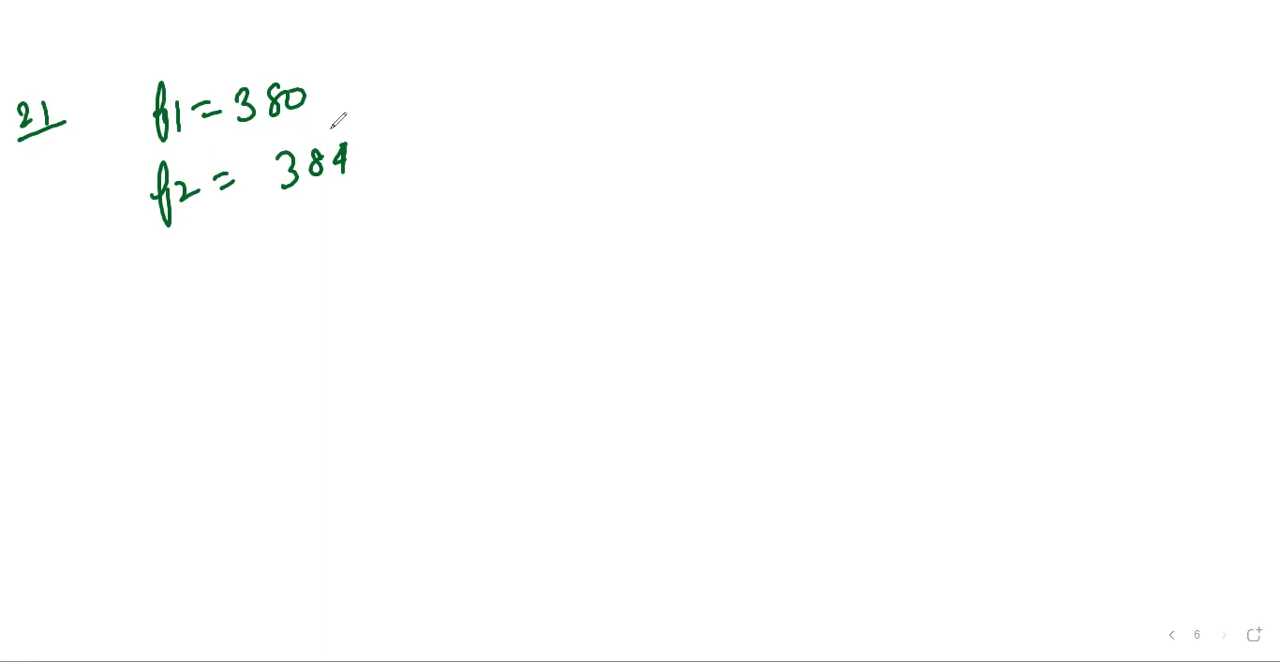 21 f1 = 380
f2 = 384
6